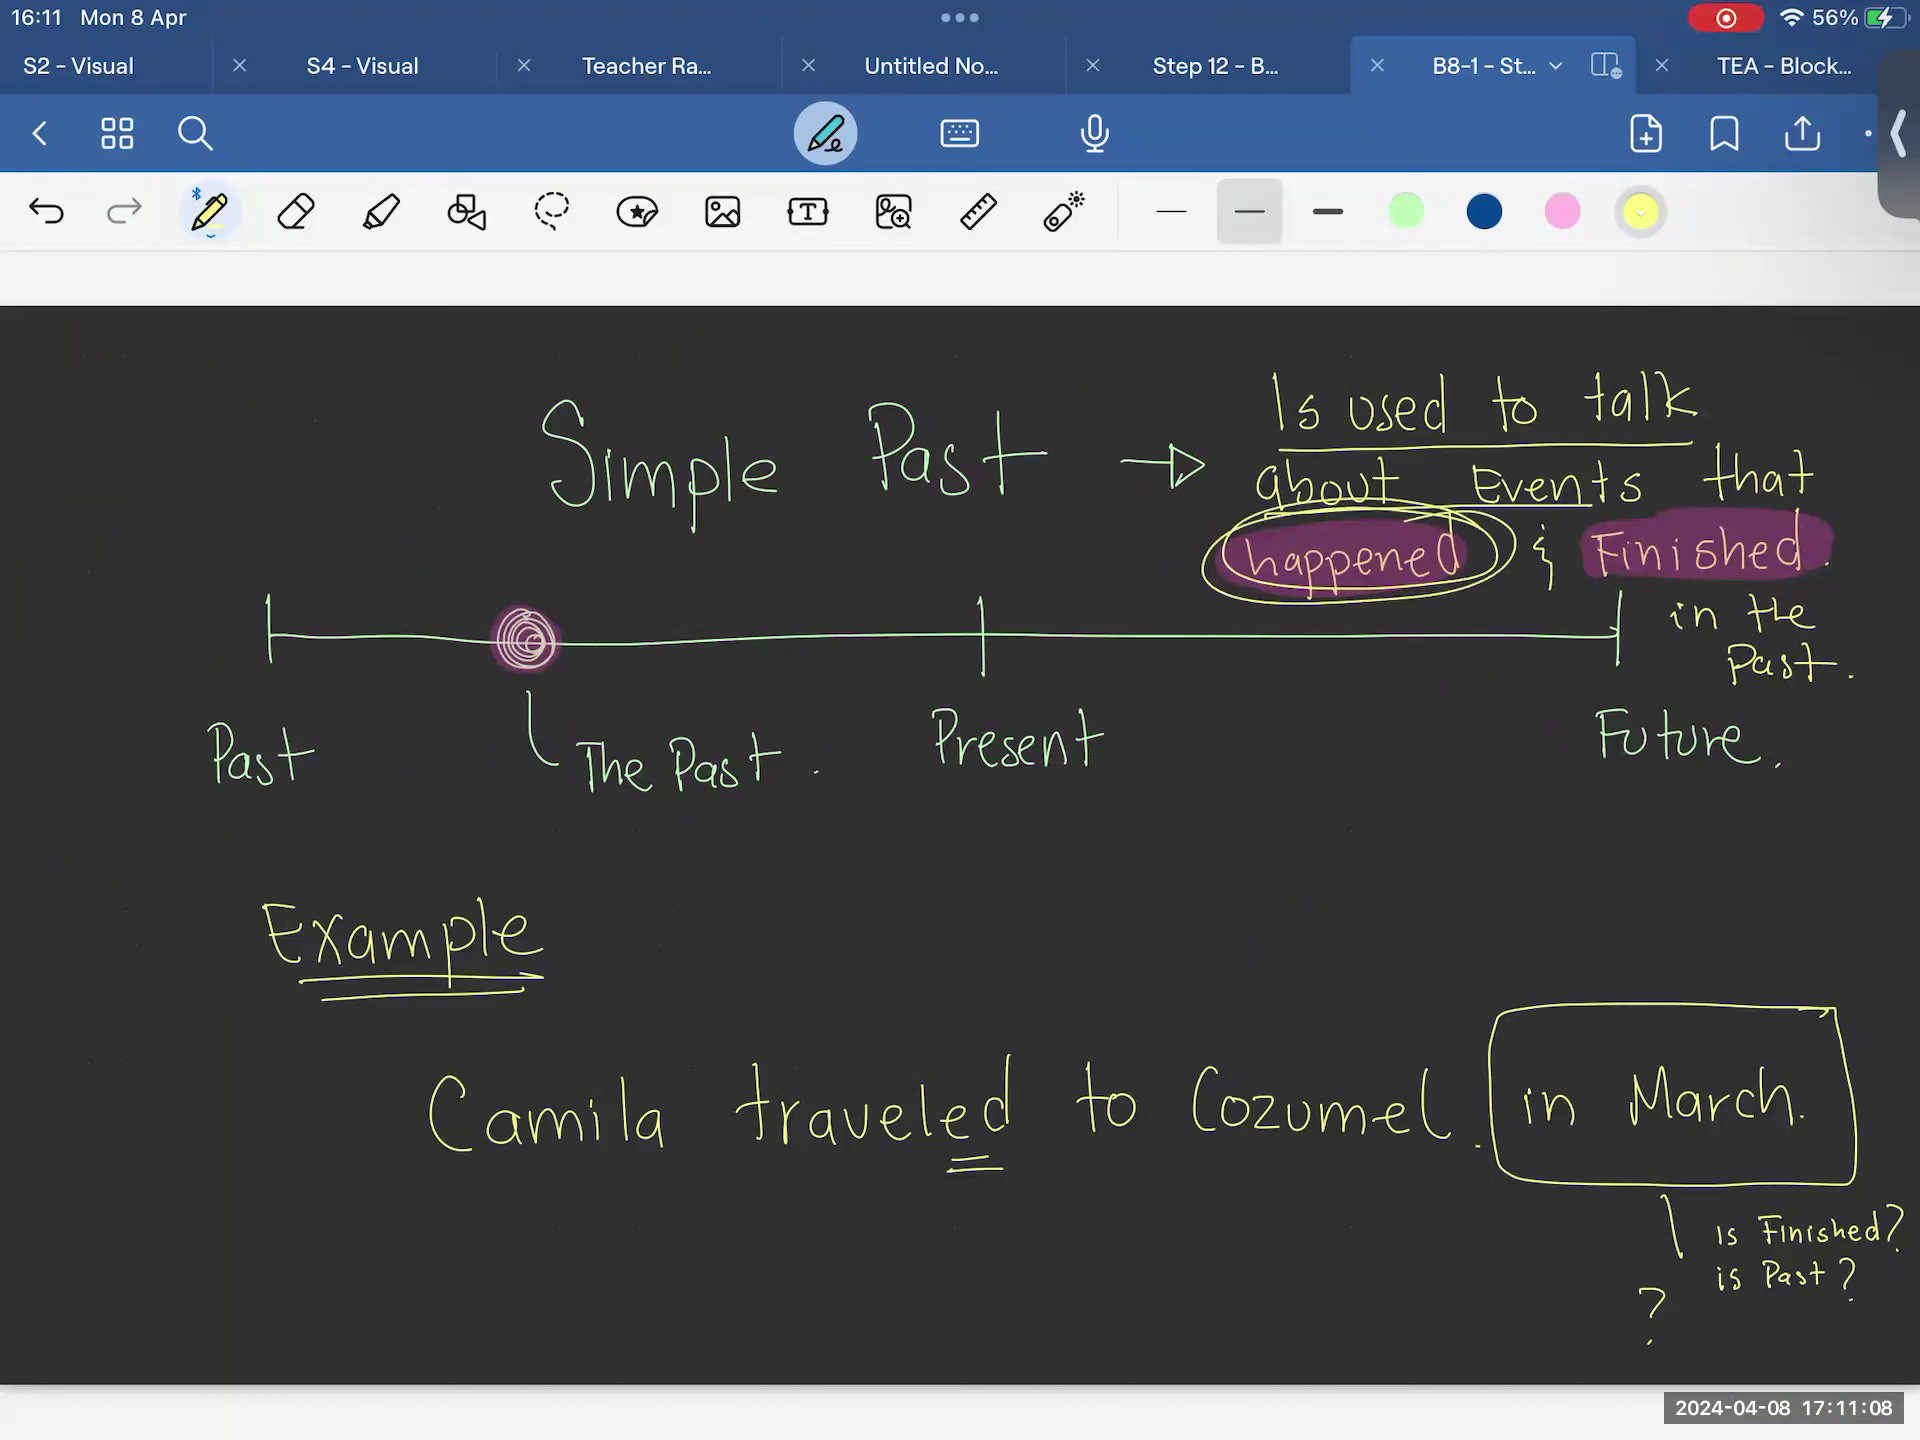 16:11 Mon 8 Apr
56%
S2 - Visual
S4 - Visual
Teacher Ra...
Untitled No...
Step 12 - B...
B8-1 - St...
TEA - Block...
Simple Past
Is used to talk
about Events that
happened & Finished.
in the
Past.
Past
The Past.
Present
Future.
Example
Camila traveled to Cozumel. in March.
is Finished?
is Past?
?
2024-04-08 17:11:08